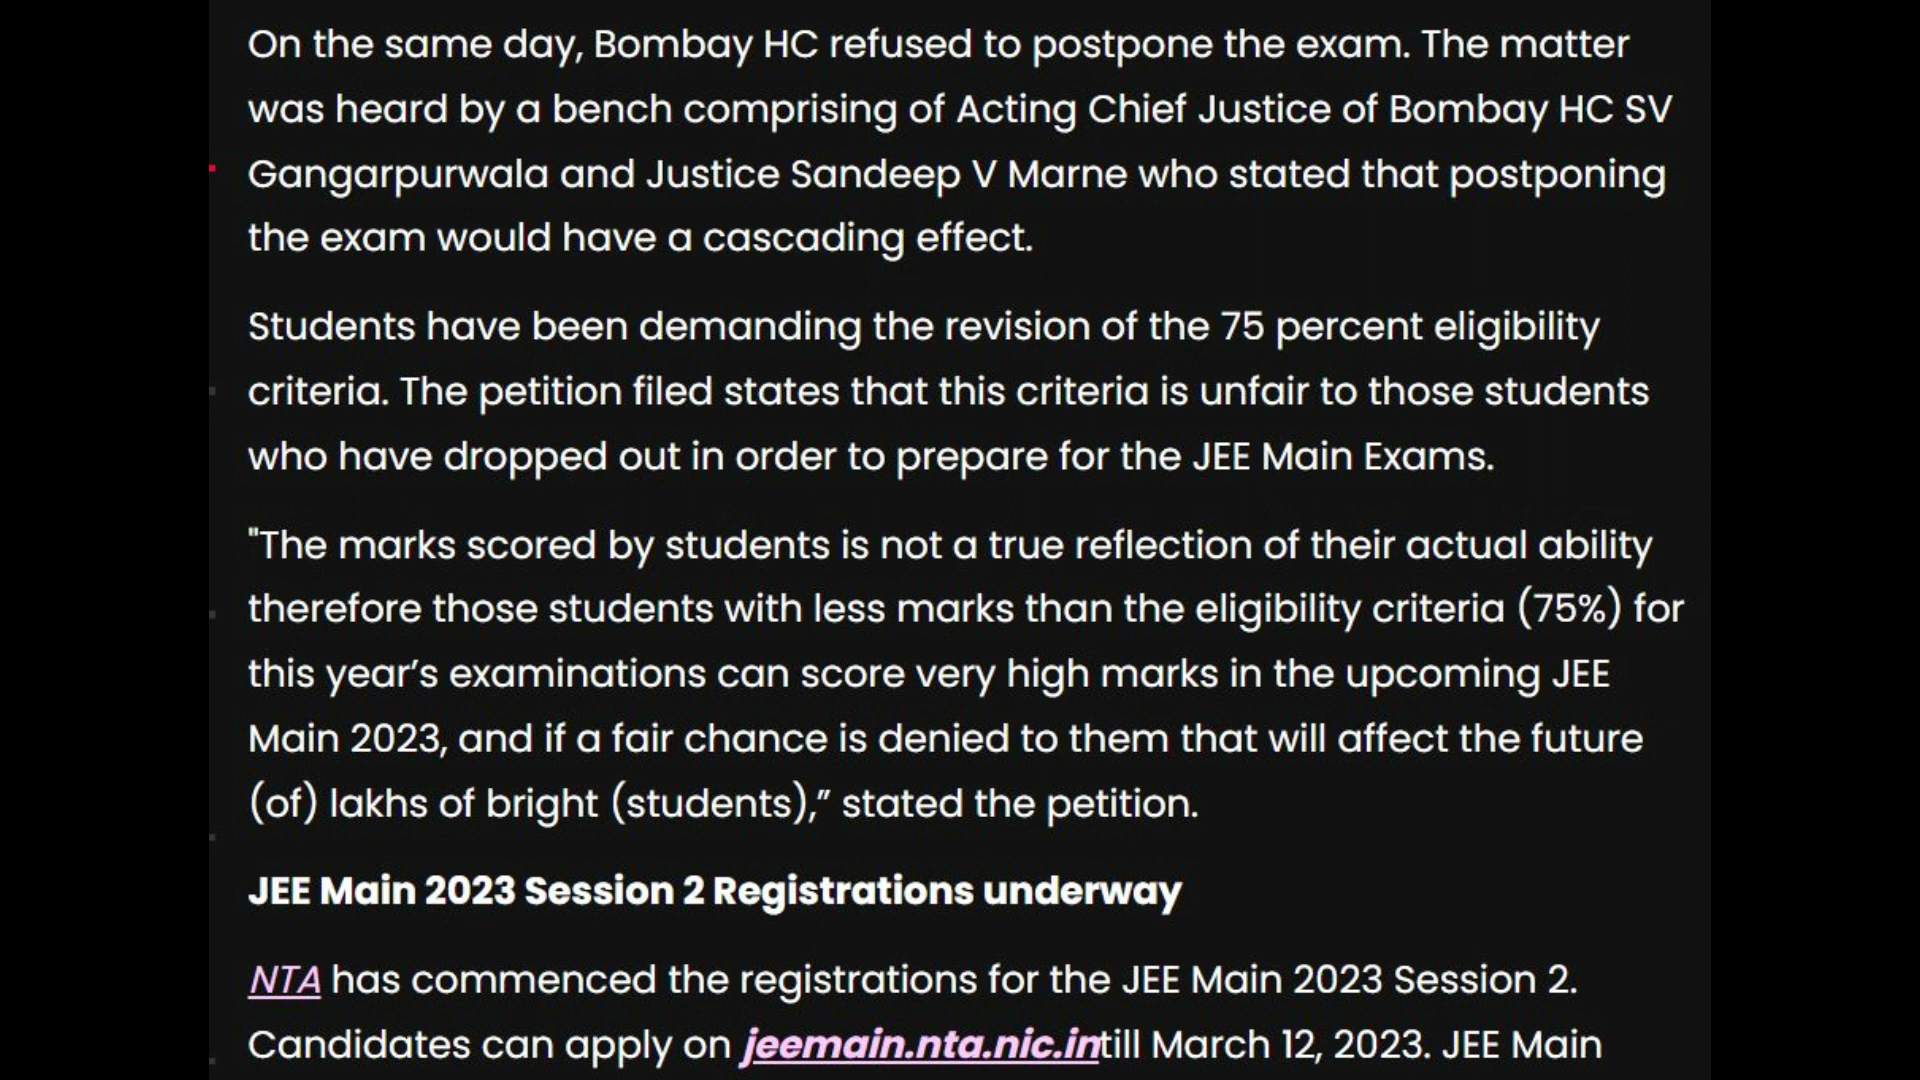 On the same day, Bombay HC refused to postpone the exam. The matter
was heard by a bench comprising of Acting Chief Justice of Bombay HC SV
Gangarpurwala and Justice Sandeep V Marne who stated that postponing
the exam would have a cascading effect.
Students have been demanding the revision of the 75 percent eligibility
criteria. The petition filed states that this criteria is unfair to those students
who have dropped out in order to prepare for the JEE Main Exams.
"The marks scored by students is not a true reflection of their actual ability
therefore those students with less marks than the eligibility criteria (75%) for
this year’s examinations can score very high marks in the upcoming JEE
Main 2023, and if a fair chance is denied to them that will affect the future
(of) lakhs of bright (students),” stated the petition.
JEE Main 2023 Session 2 Registrations underway
NTA has commenced the registrations for the JEE Main 2023 Session 2.
Candidates can apply on jeemain.nta.nic.intill March 12, 2023. JEE Main